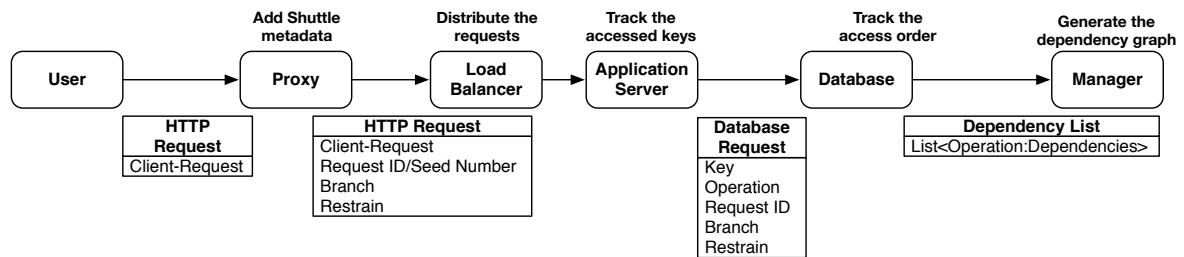 Add Shuttle
metadata
Distribute the
requests
Track the
accessed keys
Track the
access order
Generate the
dependency graph
User
Proxy
Load
Balancer
Application
Server
Database
Manager
HTTP
Request
Client-Request
HTTP Request
Client-Request
Request ID/Seed Number
Branch
Restrain
Database
Request
Key
Operation
Request ID
Branch
Restrain
Dependency List
List<Operation:Dependencies>